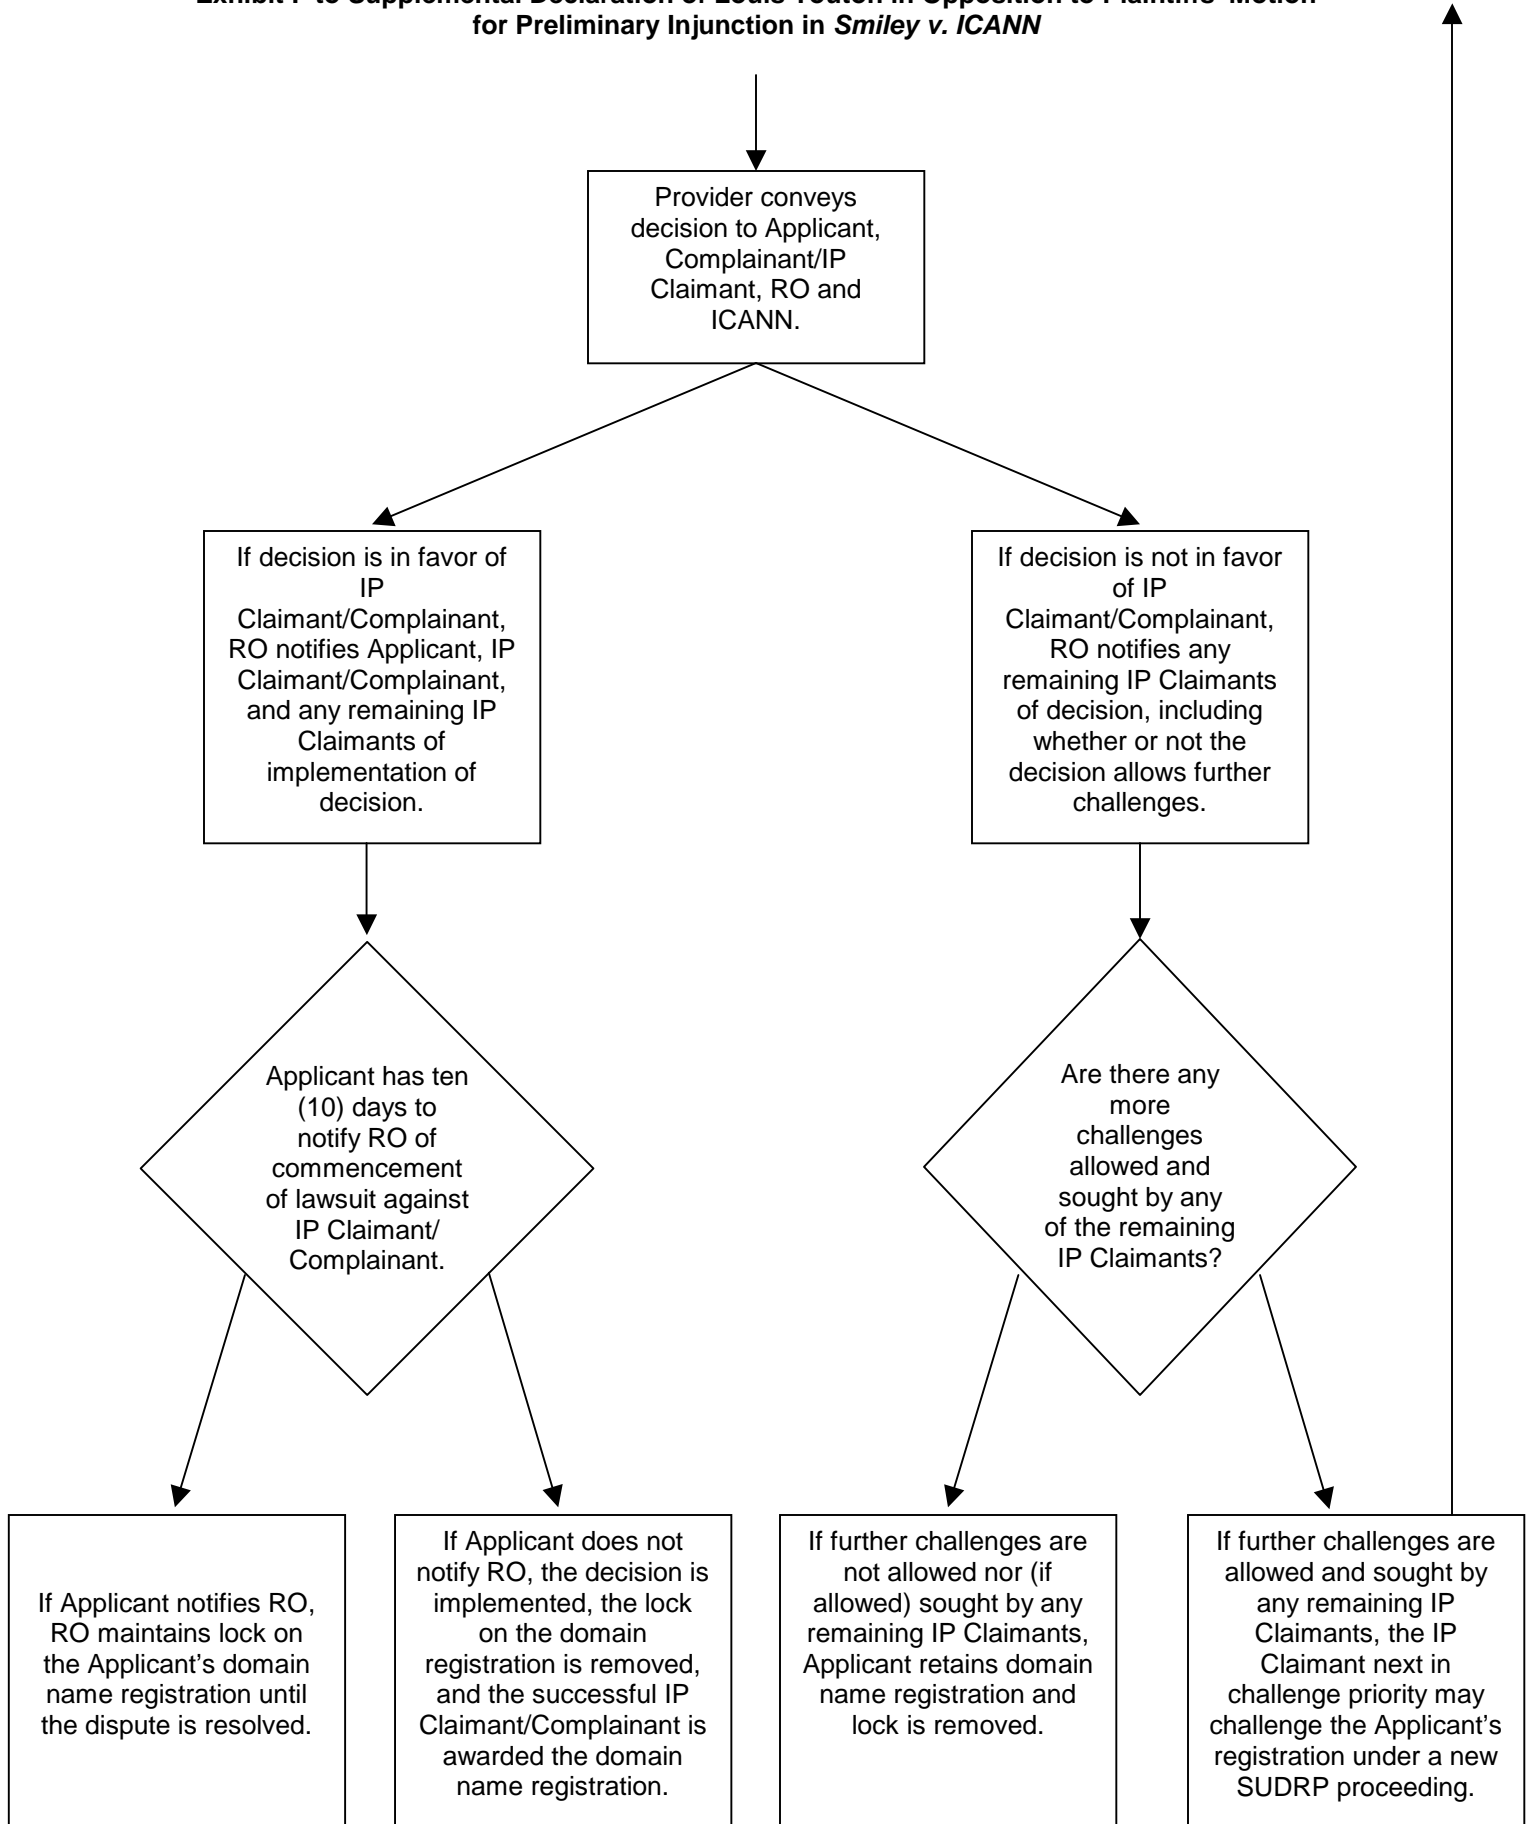 for Preliminary Injunction in Smiley v. ICANN
Provider conveys
decision to Applicant,
Complainant/IP
Claimant, RO and
ICANN.
If decision is in favor of
IP
Claimant/Complainant,
RO notifies Applicant, IP
Claimant/Complainant,
and any remaining IP
Claimants of
implementation of
decision.
If decision is not in favor
of IP
Claimant/Complainant,
RO notifies any
remaining IP Claimants
of decision, including
whether or not the
decision allows further
challenges.
Applicant has ten
(10) days to
notify RO of
commencement
of lawsuit against
IP Claimant/
Complainant.
Are there any
more
challenges
allowed and
sought by any
of the remaining
IP Claimants?
If Applicant notifies RO,
RO maintains lock on
the Applicant’s domain
name registration until
the dispute is resolved.
If Applicant does not
notify RO, the decision is
implemented, the lock
on the domain
registration is removed,
and the successful IP
Claimant/Complainant is
awarded the domain
name registration.
If further challenges are
not allowed nor (if
allowed) sought by any
remaining IP Claimants,
Applicant retains domain
name registration and
lock is removed.
If further challenges are
allowed and sought by
any remaining IP
Claimants, the IP
Claimant next in
challenge priority may
challenge the Applicant’s
registration under a new
SUDRP proceeding.